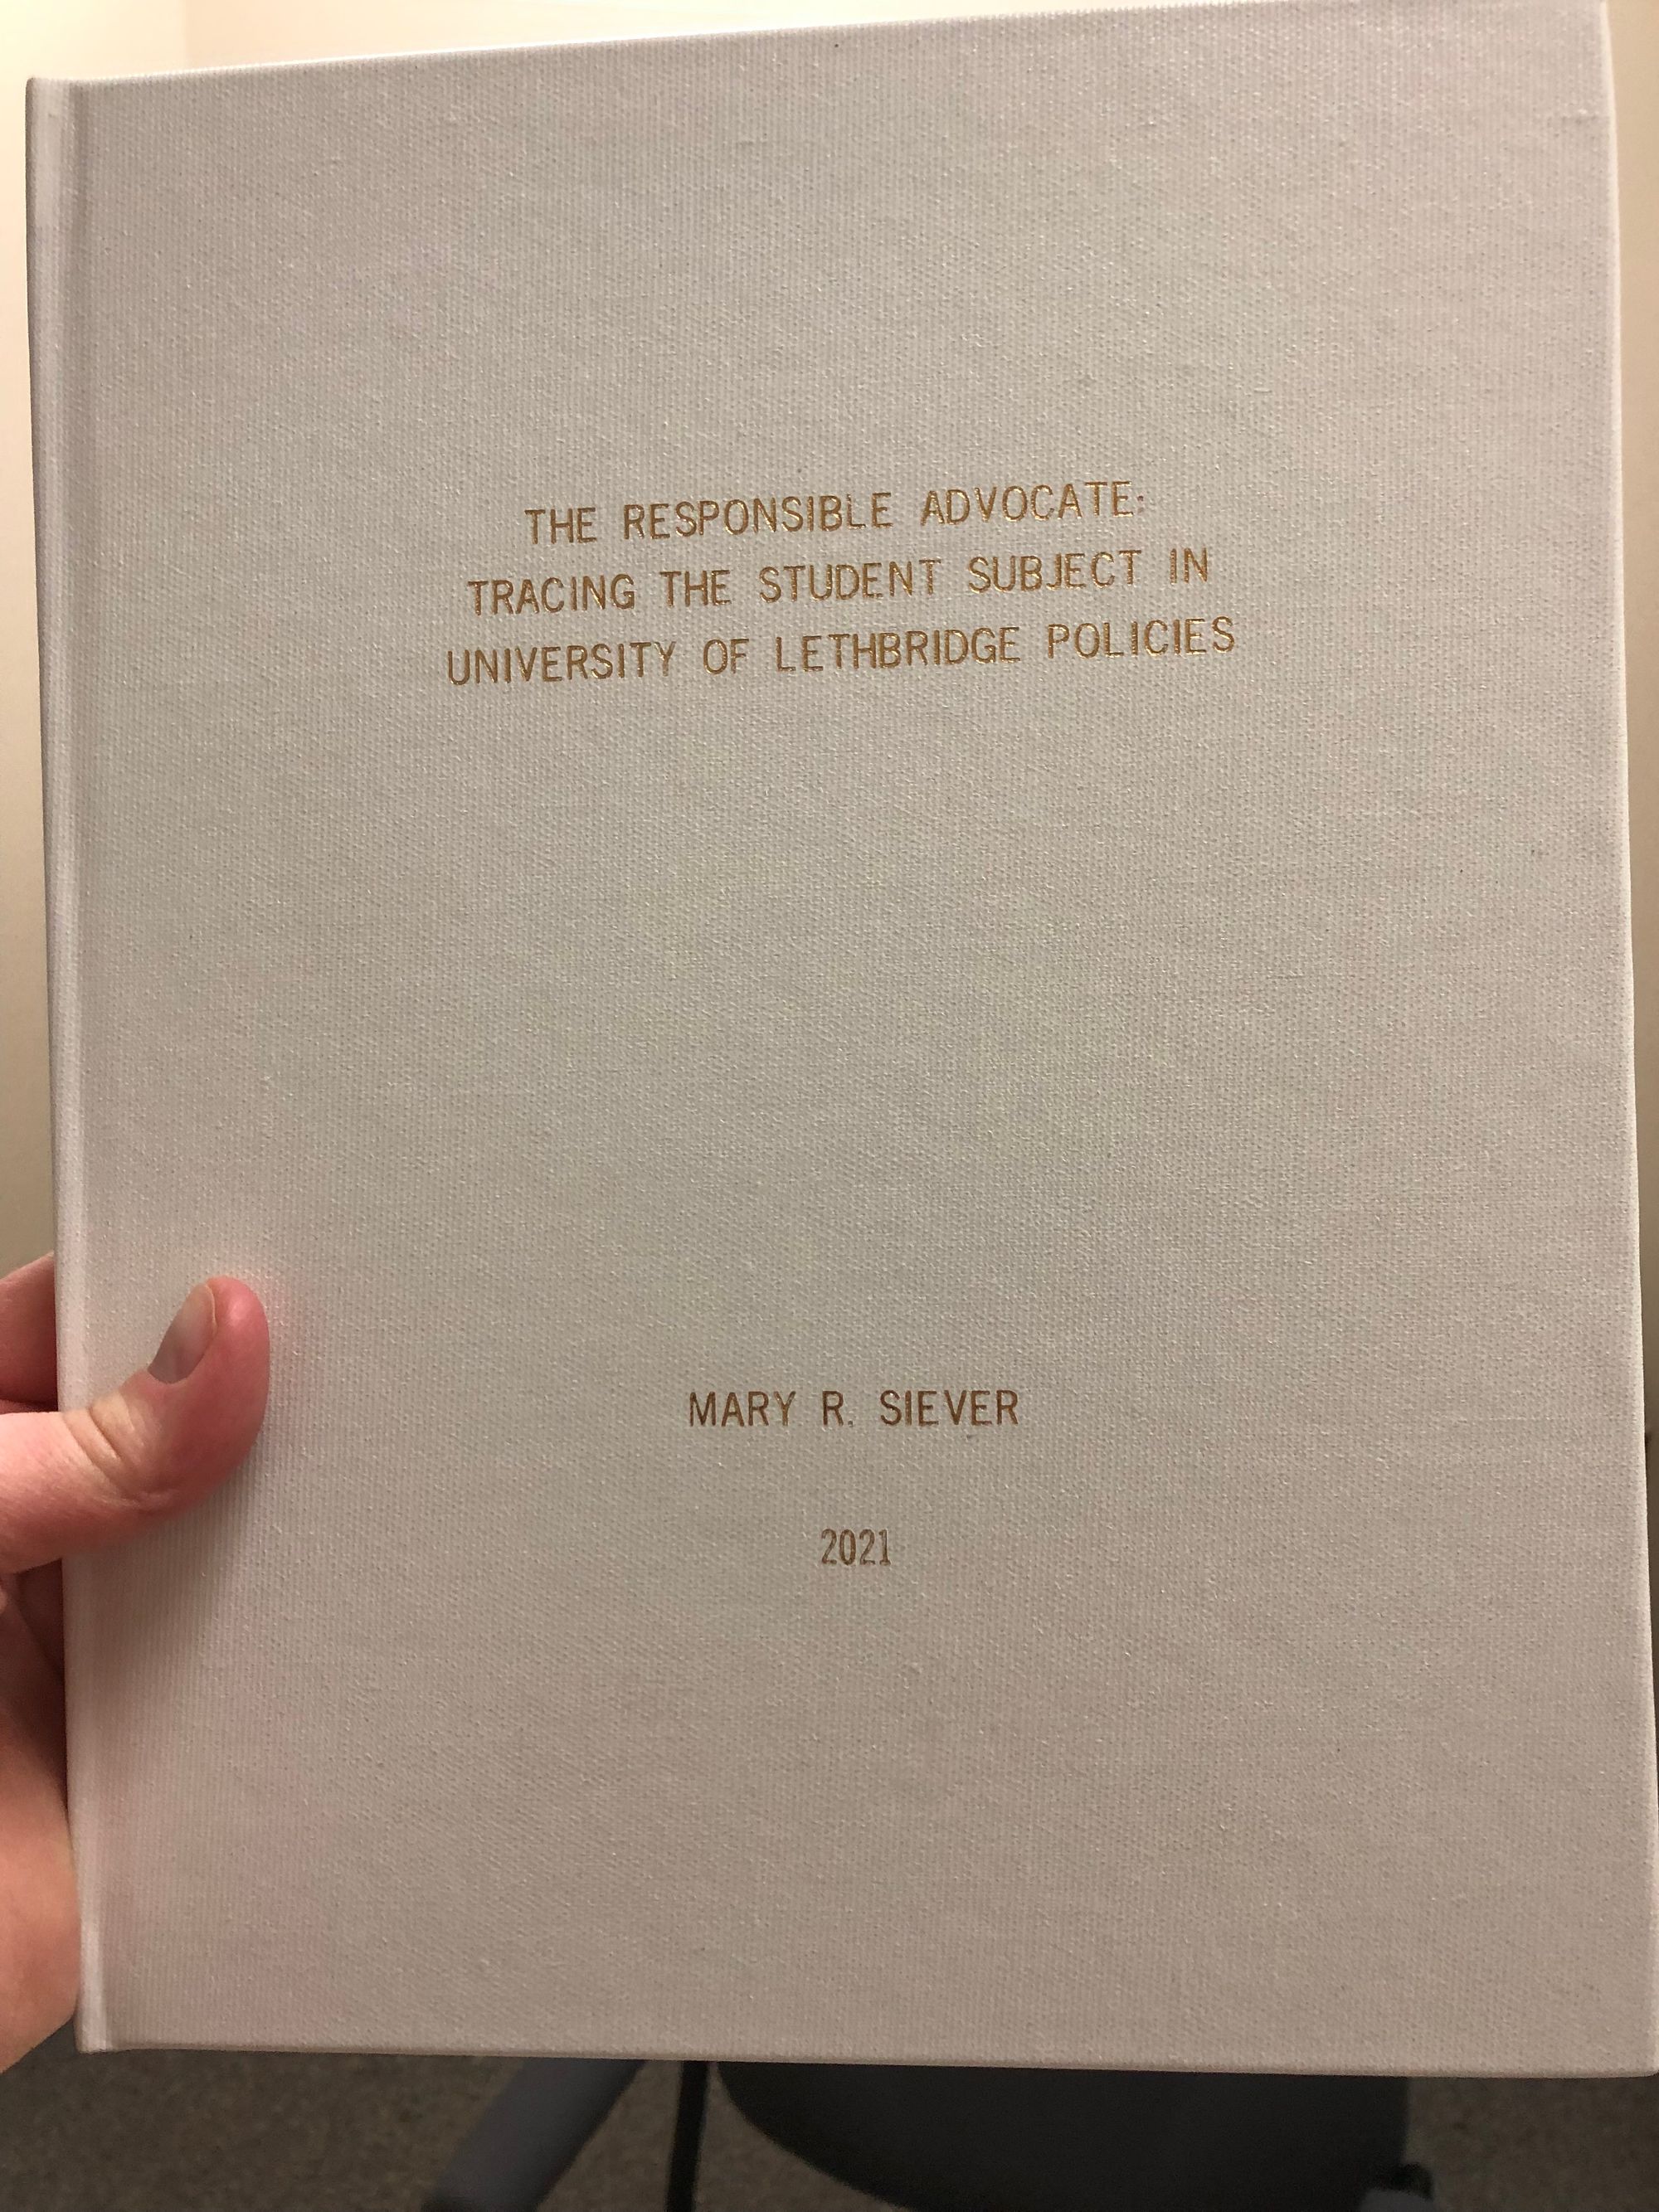 THE RESPONSIBLE ADVOCATE:
TRACING THE STUDENT SUBJECT IN
UNIVERSITY OF LETHBRIDGE POLICIES
MARY R. SIEVER
2021